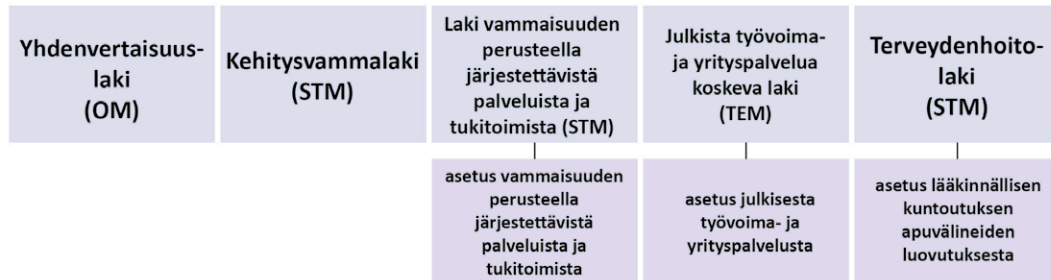 Yhdenvertaisuus-
laki
(OM)
Kehitysvammalaki
(STM)
Laki vammaisuuden
perusteella
järjestettävistä
palveluista ja
tukitoimista (STM)
Julkista työvoima-
ja yrityspalvelua
koskeva laki
(TEM)
Terveydenhoito-
laki
(STM)
asetus vammaisuuden
perusteella
järjestettävistä
palveluista ja
tukitoimista
asetus julkisesta
työvoima- ja
yrityspalvelusta
asetus lääkinnällisen
kuntoutuksen
apuvälineiden
luovutuksesta